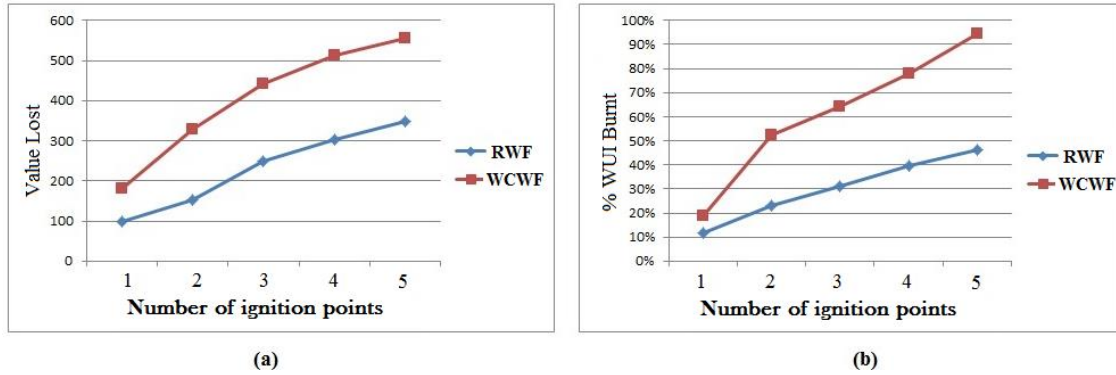 600
500
400
300
200
100
0
Value Lost
1 2 3 4 5
Number of ignition points
RWF
WCWF
(a)
100%
90%
80%
70%
60%
50%
40%
30%
20%
10%
0%
% WUI Burnt
1 2 3 4 5
Number of ignition points
RWF
WCWF
(b)